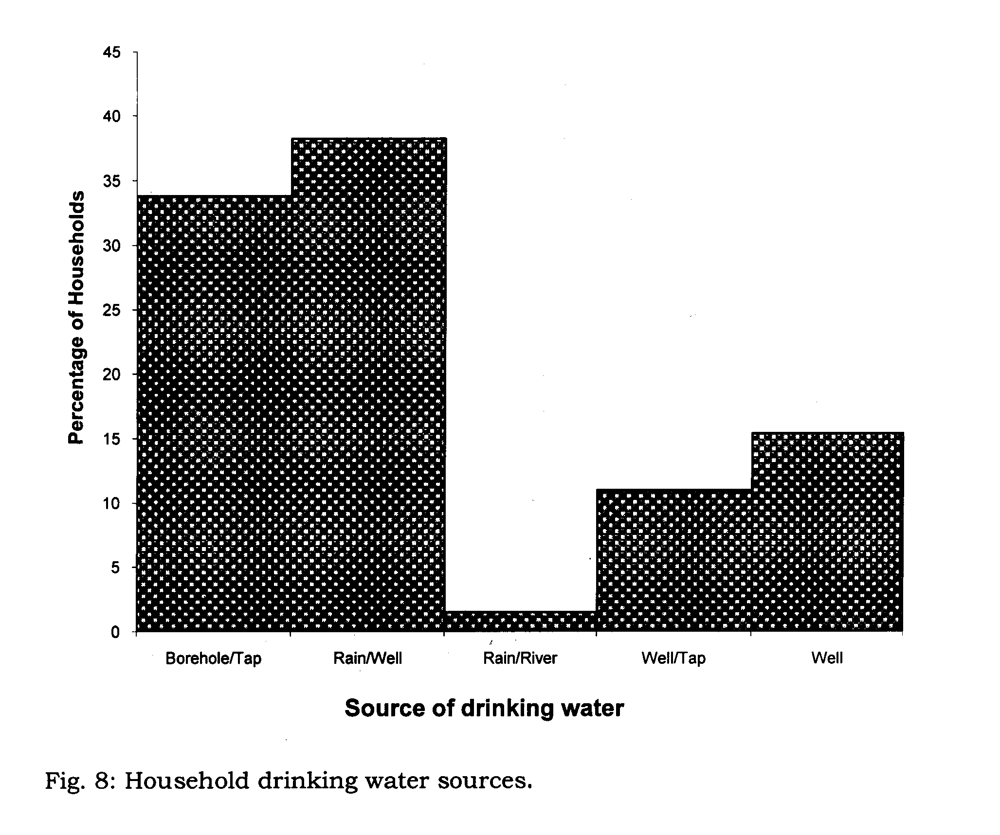 45
40
35
30
25
20
15
10
5
0
Percentage of Households
Borehole/Tap Rain/Well Rain/River Well/Tap Well
Source of drinking water
Fig. 8: Household drinking water sources.